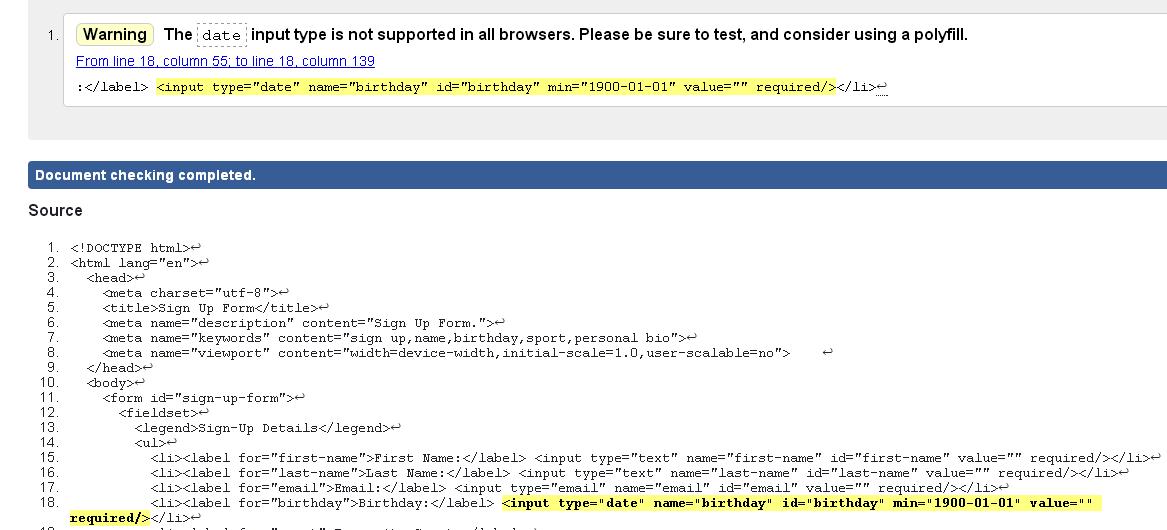 1. Warning The date input type is not supported in all browsers. Please be sure to test, and consider using a polyfill.
From line 18, column 55; to line 18, column 139
:</label> <input type="date" name="birthday" id="birthday" min="1900-01-01" value="" required/></li>↩
Document checking completed.
Source
1. <!DOCTYPE html>↩
2. <html lang="en">↩
3. <head>↩
4. <meta charset="utf-8">↩
5. <title>Sign Up Form</title>↩
6. <meta name="description" content="Sign Up Form.">↩
7. <meta name="keywords" content="sign up,name,birthday,sport,personal bio">↩
8. <meta name="viewport" content="width=device-width,initial-scale=1.0,user-scalable=no"> ↩
9. </head>↩
10. <body>↩
11. <form id="sign-up-form">↩
12. <fieldset>↩
13. <legend>Sign-Up Details</legend>↩
14. <ul>↩
15. <li><label for="first-name">First Name:</label> <input type="text" name="first-name" id="first-name" value="" required/></li>↩
16. <li><label for="last-name">Last Name:</label> <input type="text" name="last-name" id="last-name" value="" required/></li>↩
17. <li><label for="email">Email:</label> <input type="email" name="email" id="email" value="" required/></li>↩
18. <li><label for="birthday">Birthday:</label> <input type="date" name="birthday" id="birthday" min="1900-01-01" value=""
required/></li>↩